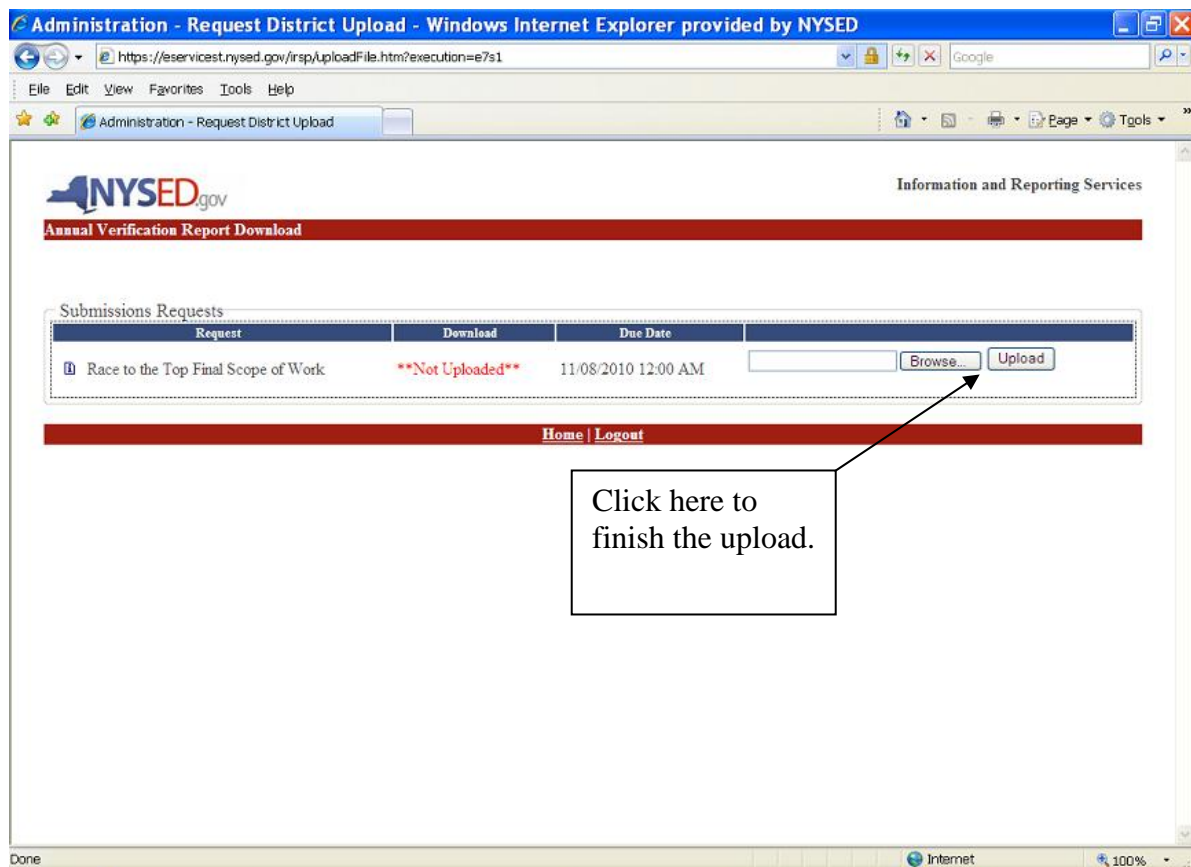 Administration - Request District Upload - Windows Internet Explorer provided by NYSED
https://eservicest.nysed.gov/irsp/uploadFile.htm?execution=e7s1
Google
File Edit View Favorites Tools Help
Administration - Request District Upload
Page Tools »
NYSED.gov
Information and Reporting Services
Annual Verification Report Download
Submissions Requests
Request Download Due Date
Race to the Top Final Scope of Work **Not Uploaded** 11/08/2010 12:00 AM Browse... Upload
Home | Logout
Click here to
finish the upload.
Done Internet 100%